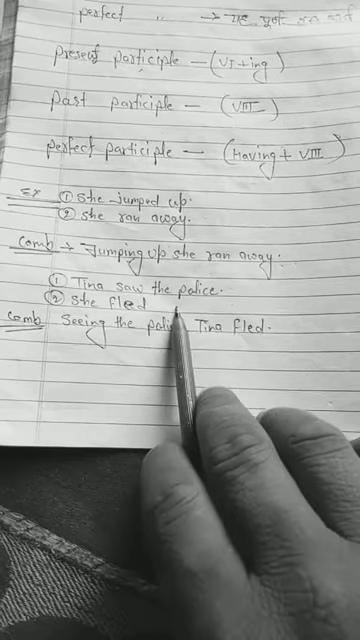 perfect " → यह पूर्ण
Present participle — (VI + ing)
Past participle — (VIII)
Perfect participle — (Having + VIII)
Ex ① She jumped up.
② She ran away.
Comb → Jumping up she ran away.
① Tina saw the police.
② She fled
Comb Seeing the polic Tina fled.